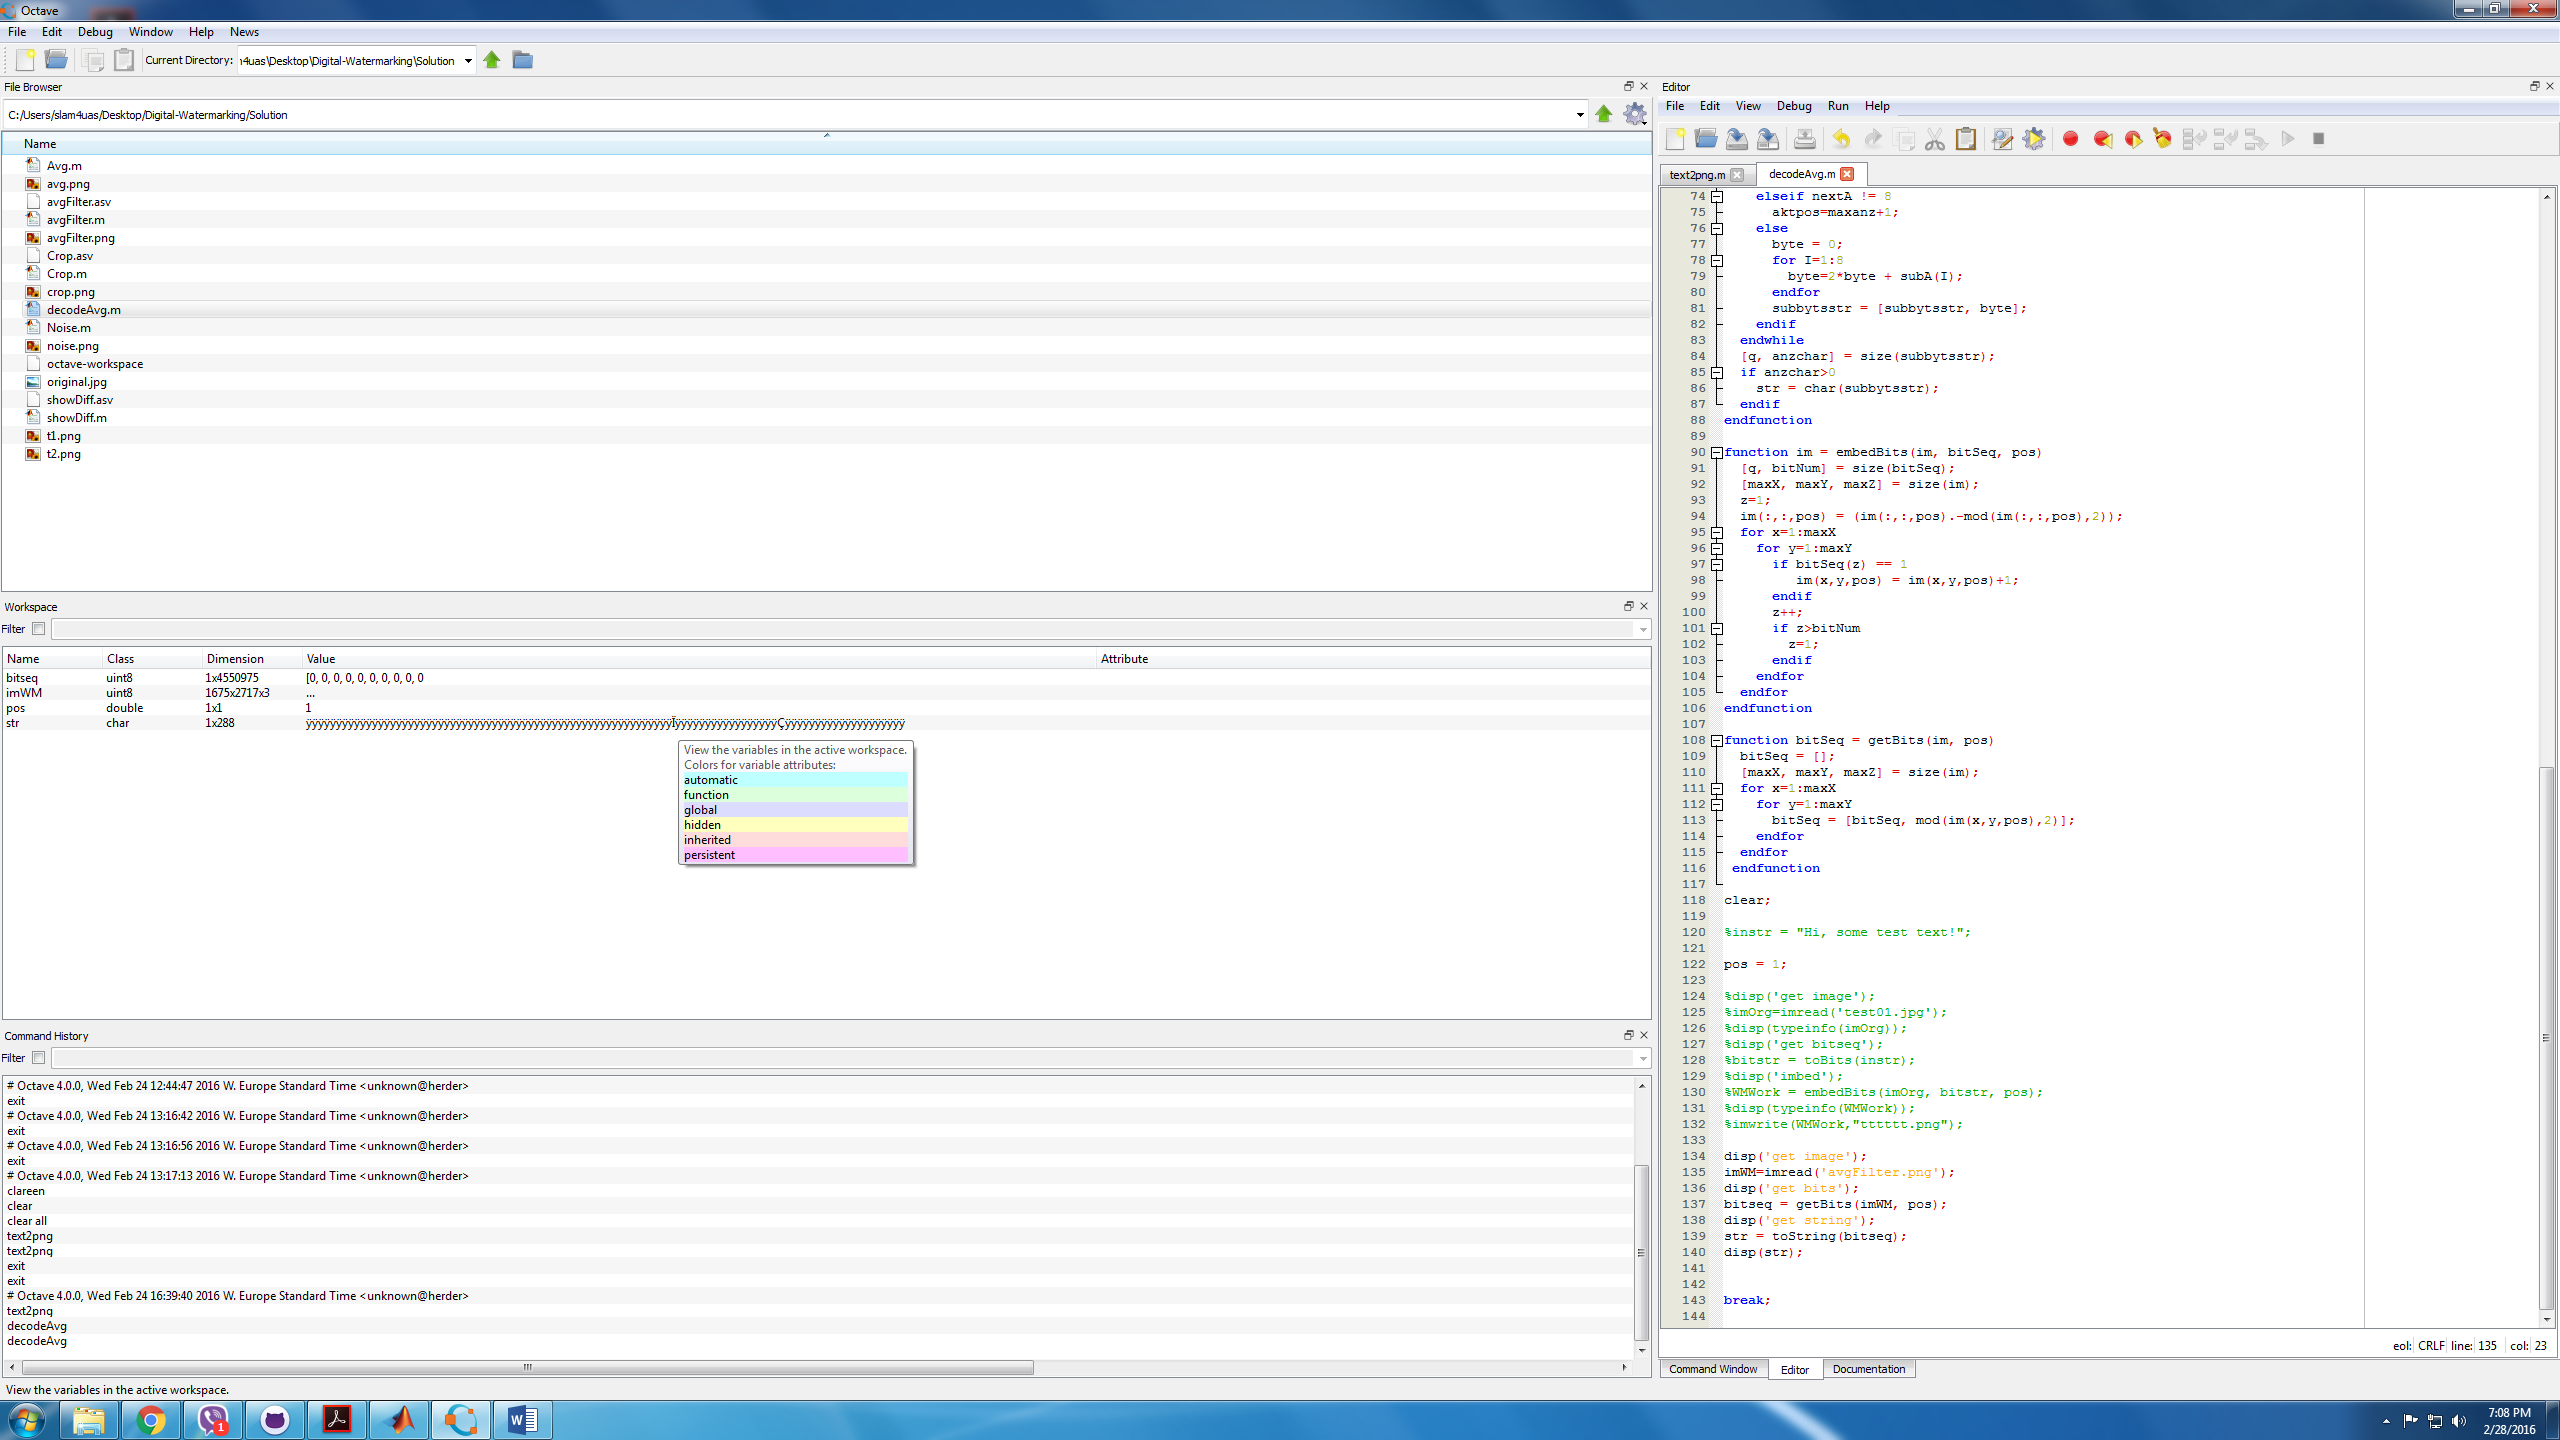 Octave
File Edit Debug Window Help News
Current Directory: ı4uas\Desktop\Digital-Watermarking\Solution
File Browser
C:/Users/slam4uas/Desktop/Digital-Watermarking/Solution
Name
Avg.m
avg.png
avgFilter.asv
avgFilter.m
avgFilter.png
Crop.asv
Crop.m
crop.png
decodeAvg.m
Noise.m
noise.png
octave-workspace
original.jpg
showDiff.asv
showDiff.m
t1.png
t2.png
Workspace
Filter
Name Class Dimension Value Attribute
bitseq uint8 1x4550975 [0, 0, 0, 0, 0, 0, 0, 0, 0, 0
imWM uint8 1675x2717x3 ...
pos double 1x1 1
str char 1x288
View the variables in the active workspace.
Colors for variable attributes:
automatic
function
global
hidden
inherited
persistent
Command History
Filter
# Octave 4.0.0, Wed Feb 24 12:44:47 2016 W. Europe Standard Time <unknown@herder>
exit
# Octave 4.0.0, Wed Feb 24 13:16:42 2016 W. Europe Standard Time <unknown@herder>
exit
# Octave 4.0.0, Wed Feb 24 13:16:56 2016 W. Europe Standard Time <unknown@herder>
exit
# Octave 4.0.0, Wed Feb 24 13:17:13 2016 W. Europe Standard Time <unknown@herder>
clareen
clear
clear all
text2png
text2png
exit
exit
# Octave 4.0.0, Wed Feb 24 16:39:40 2016 W. Europe Standard Time <unknown@herder>
text2png
decodeAvg
decodeAvg
View the variables in the active workspace.
Editor
File Edit View Debug Run Help
text2png.m decodeAvg.m
74 elseif nextA != 8
75 aktpos=maxanz+1;
76 else
77 byte = 0;
78 for I=1:8
79 byte=2*byte + subA(I);
80 endfor
81 subbytsstr = [subbytsstr, byte];
82 endif
83 endwhile
84 [q, anzchar] = size(subbytsstr);
85 if anzchar>0
86 str = char(subbytsstr);
87 endif
88 endfunction
89
90 function im = embedBits(im, bitSeq, pos)
91 [q, bitNum] = size(bitSeq);
92 [maxX, maxY, maxZ] = size(im);
93 z=1;
94 im(:,:,pos) = (im(:,:,pos).-mod(im(:,:,pos),2));
95 for x=1:maxX
96 for y=1:maxY
97 if bitSeq(z) == 1
98 im(x,y,pos) = im(x,y,pos)+1;
99 endif
100 z++;
101 if z>bitNum
102 z=1;
103 endif
104 endfor
105 endfor
106 endfunction
107
108 function bitSeq = getBits(im, pos)
109 bitSeq = [];
110 [maxX, maxY, maxZ] = size(im);
111 for x=1:maxX
112 for y=1:maxY
113 bitSeq = [bitSeq, mod(im(x,y,pos),2)];
114 endfor
115 endfor
116 endfunction
117
118 clear;
119
120 %instr = "Hi, some test text!";
121
122 pos = 1;
123
124 %disp('get image');
125 %imOrg=imread('test01.jpg');
126 %disp(typeinfo(imOrg));
127 %disp('get bitseq');
128 %bitstr = toBits(instr);
129 %disp('imbed');
130 %WMWork = embedBits(imOrg, bitstr, pos);
131 %disp(typeinfo(WMWork));
132 %imwrite(WMWork,"tttttt.png");
133
134 disp('get image');
135 imWM=imread('avgFilter.png');
136 disp('get bits');
137 bitseq = getBits(imWM, pos);
138 disp('get string');
139 str = toString(bitseq);
140 disp(str);
141
142
143 break;
144
eol: CRLF line: 135 col: 23
Command Window Editor Documentation
1
7:08 PM
2/28/2016